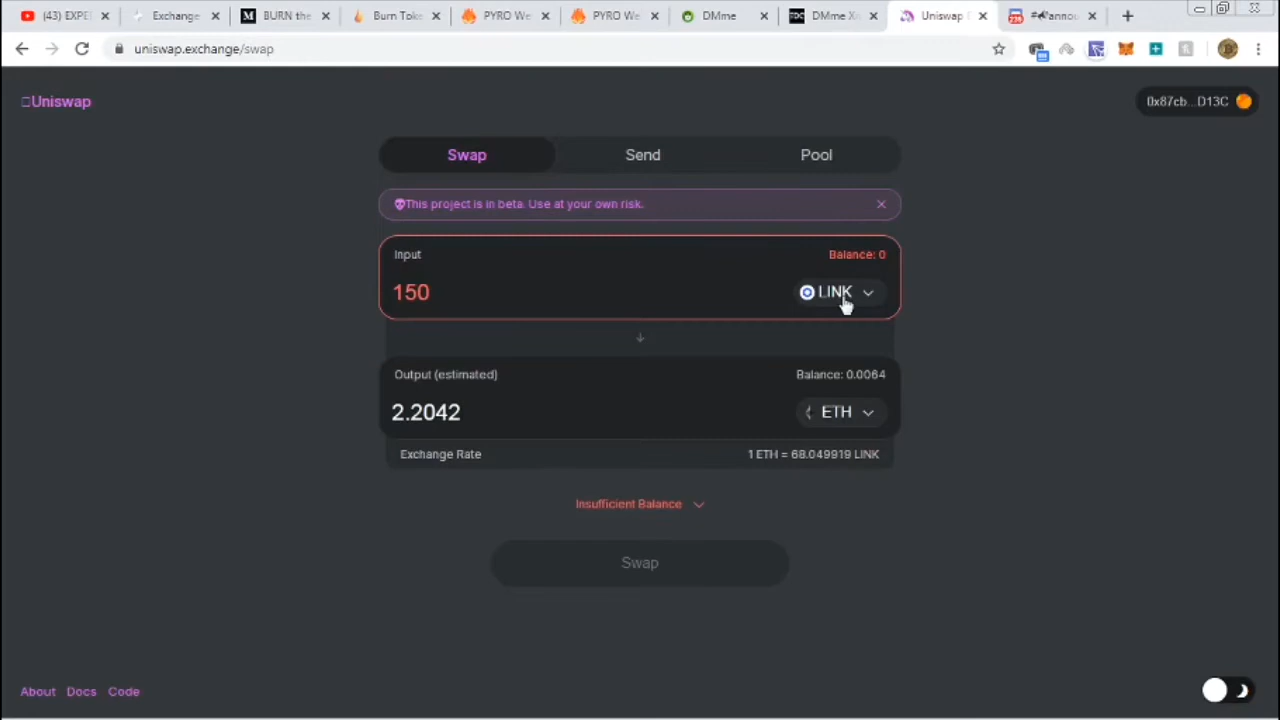 (43) EXPE
Exchange
BURN the
Burn Toke
PYRO We
PYRO We
DMme
DMme Xr
Uniswap
uniswap.exchange/swap
Uniswap
0x87cb...D13C
Swap
Send
Pool
This project is in beta. Use at your own risk.
Input
Balance: 0
150
LINK
Output (estimated)
Balance: 0.0064
2.2042
ETH
Exchange Rate
1 ETH = 68.049919 LINK
Insufficient Balance
Swap
About
Docs
Code